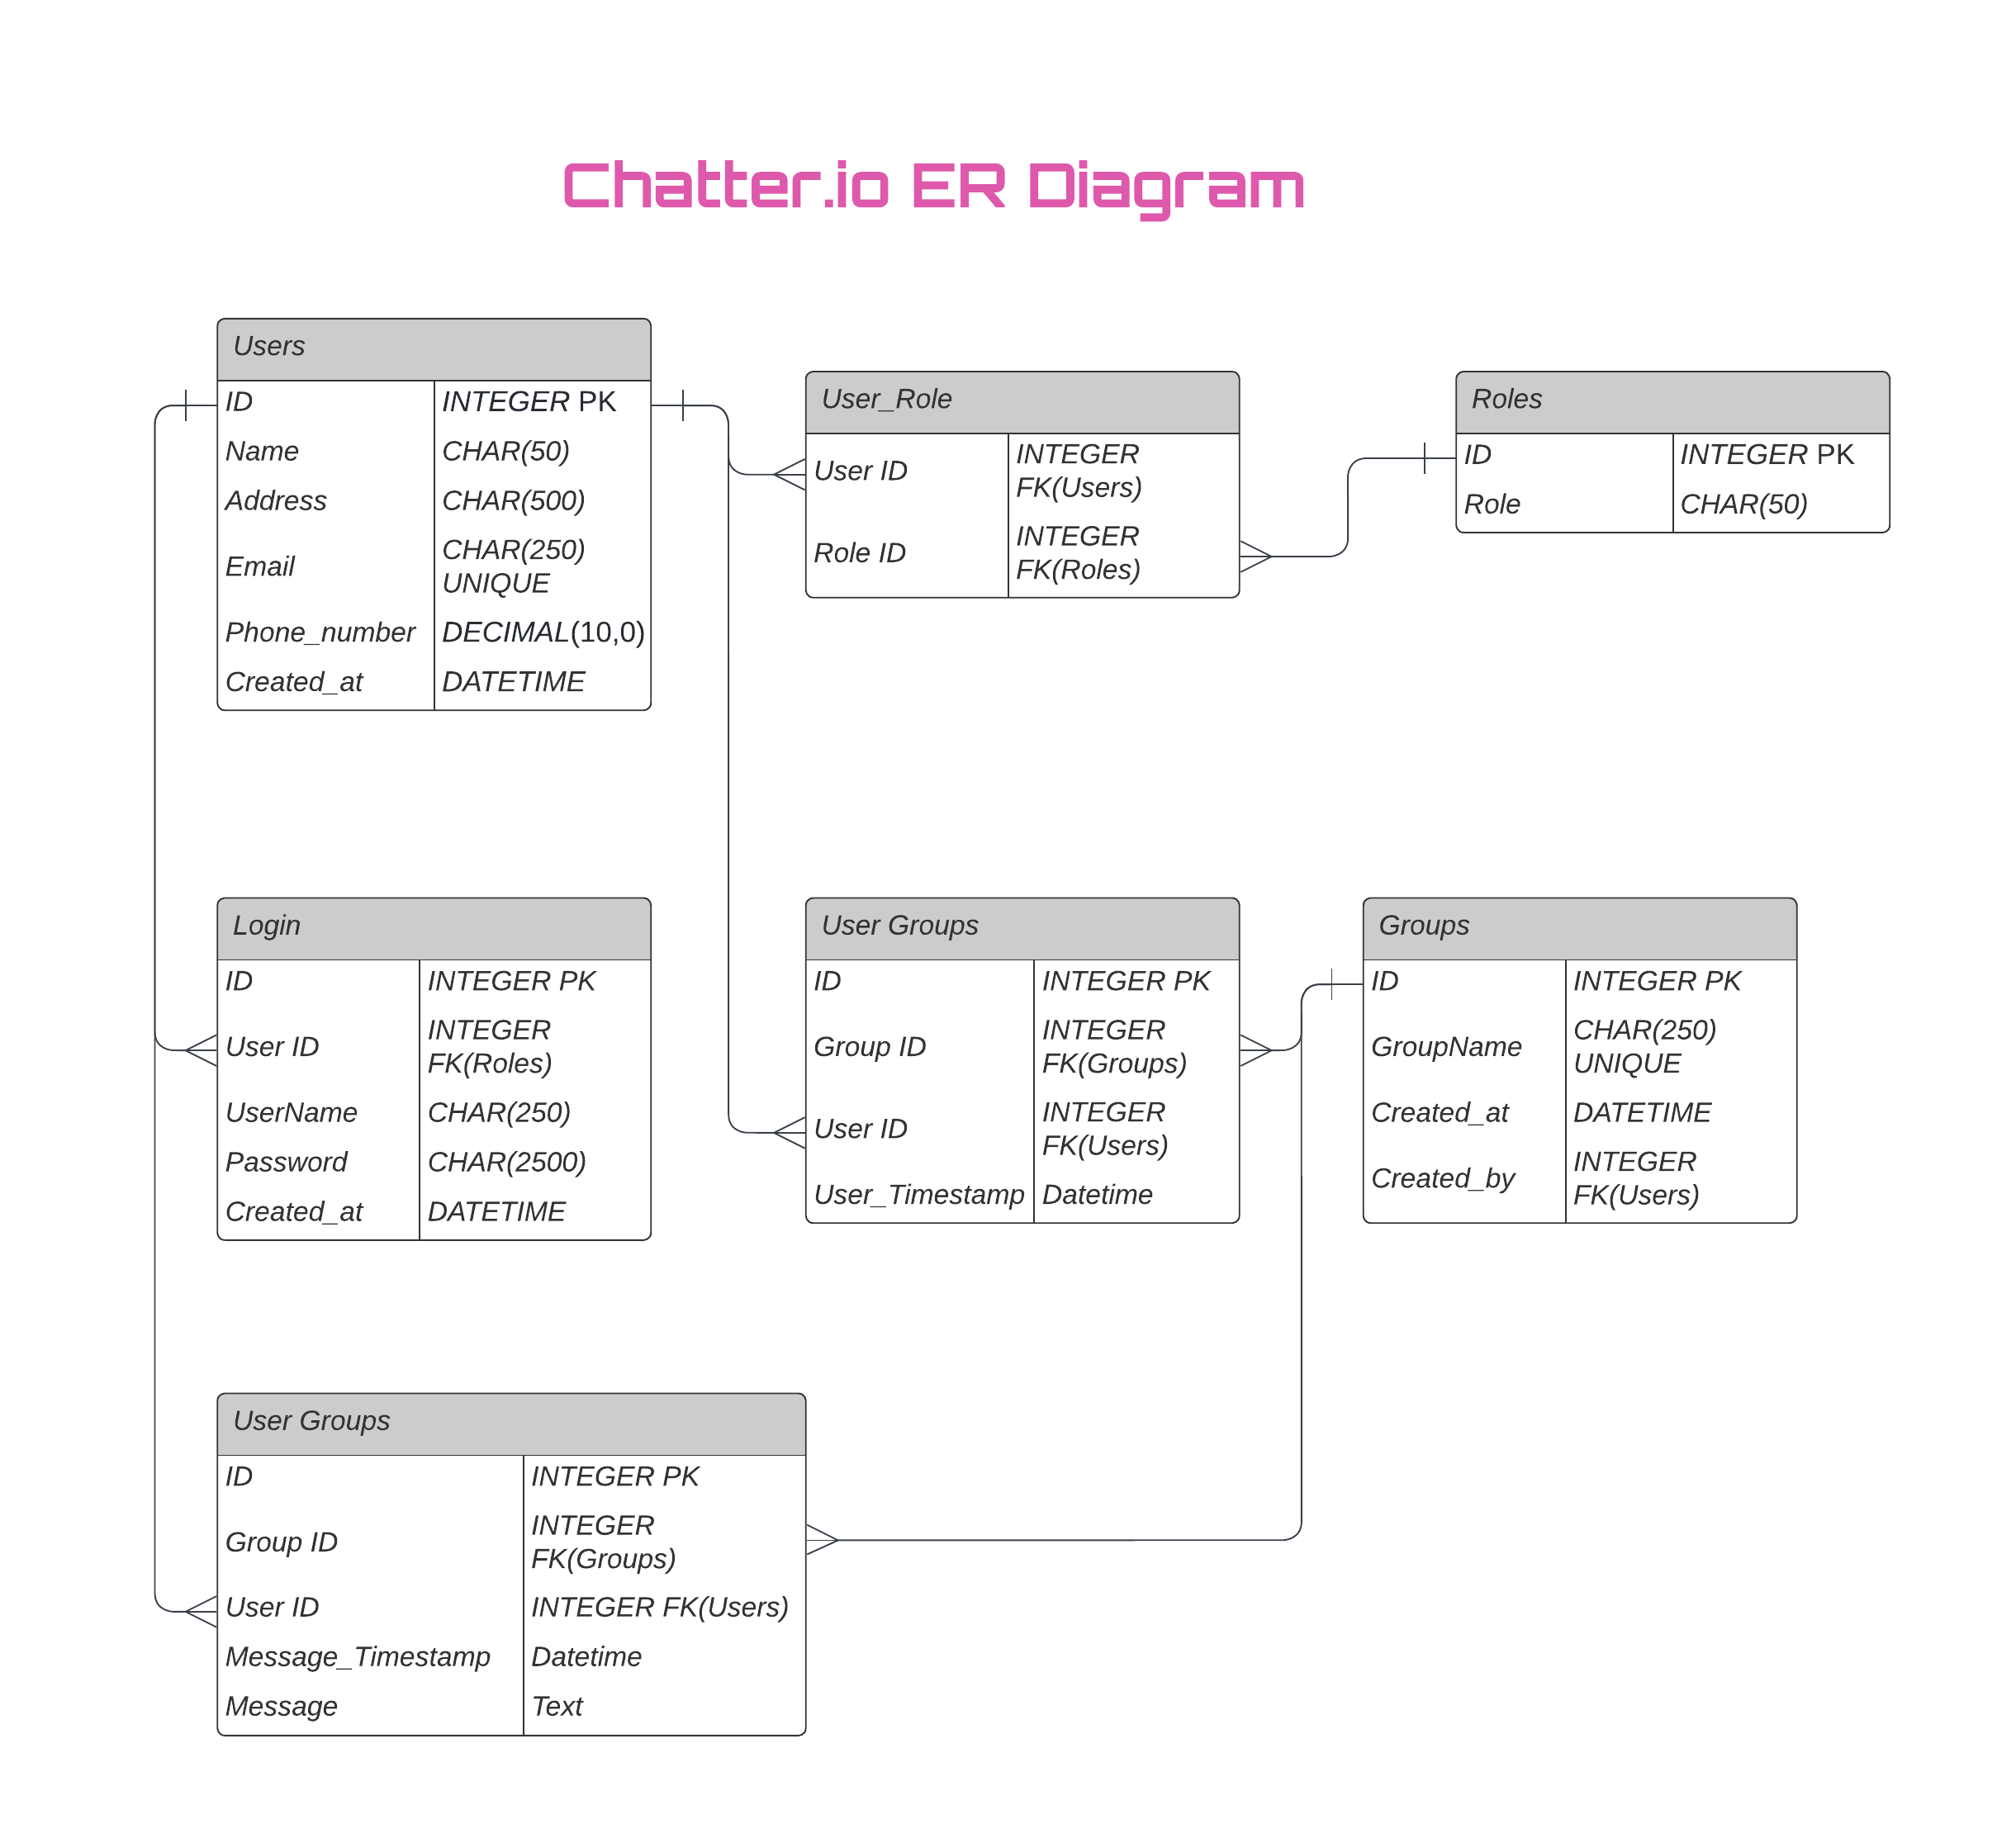 Chatter.io ER Diagram
Users
ID INTEGER PK
Name CHAR(50)
Address CHAR(500)
Email CHAR(250)
UNIQUE
Phone_number DECIMAL(10,0)
Created_at DATETIME
User_Role
User ID INTEGER
FK(Users)
Role ID INTEGER
FK(Roles)
Roles
ID INTEGER PK
Role CHAR(50)
Login
ID INTEGER PK
User ID INTEGER
FK(Roles)
UserName CHAR(250)
Password CHAR(2500)
Created_at DATETIME
User Groups
ID INTEGER PK
Group ID INTEGER
FK(Groups)
User ID INTEGER
FK(Users)
User_Timestamp Datetime
Groups
ID INTEGER PK
GroupName CHAR(250)
UNIQUE
Created_at DATETIME
Created_by INTEGER
FK(Users)
User Groups
ID INTEGER PK
Group ID INTEGER
FK(Groups)
User ID INTEGER FK(Users)
Message_Timestamp Datetime
Message Text